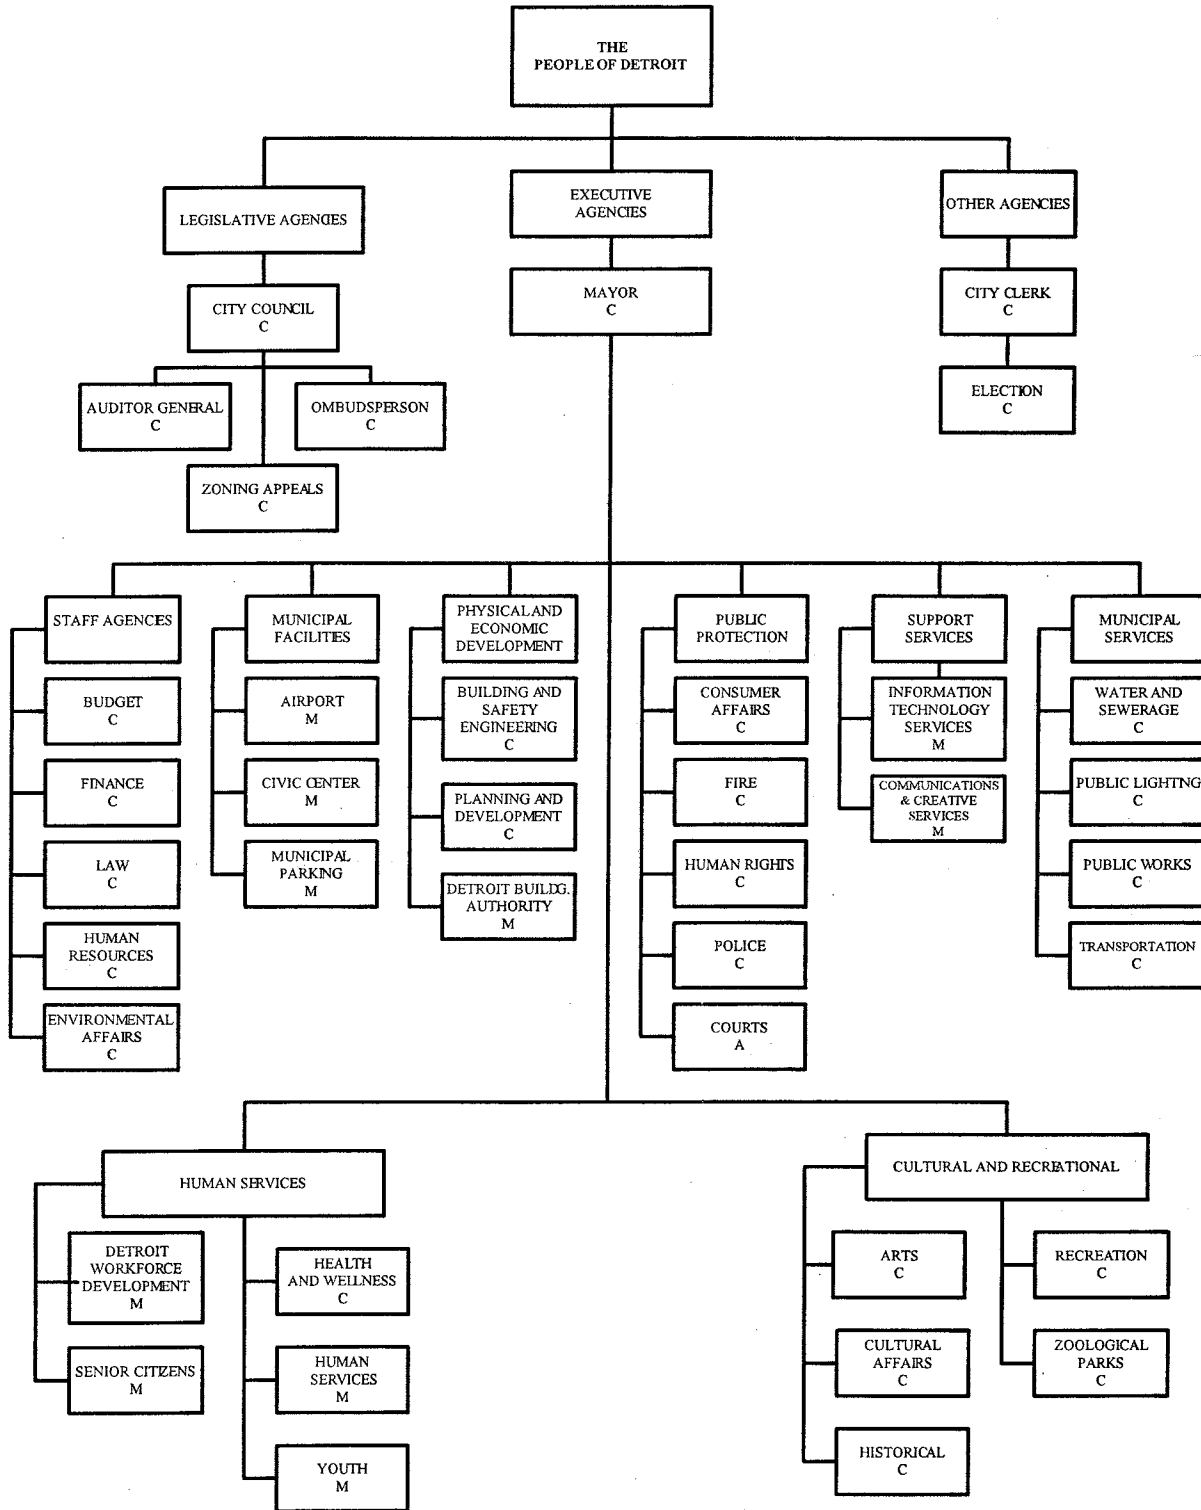 THE
PEOPLE OF DETROIT
LEGISLATIVE AGENCIES
EXECUTIVE
AGENCIES
OTHER AGENCIES
CITY COUNCIL
C
MAYOR
C
CITY CLERK
C
AUDITOR GENERAL
C
OMBUDSPERSON
C
ELECTION
C
ZONING APPEALS
C
STAFF AGENCIES
BUDGET
C
FINANCE
C
LAW
C
HUMAN
RESOURCES
C
ENVIRONMENTAL
AFFAIRS
C
MUNICIPAL
FACILITIES
AIRPORT
M
CIVIC CENTER
M
MUNICIPAL
PARKING
M
PHYSICAL AND
ECONOMIC
DEVELOPMENT
BUILDING AND
SAFETY
ENGINEERING
C
PLANNING AND
DEVELOPMENT
C
DETROIT BUILDG.
AUTHORITY
M
PUBLIC
PROTECTION
CONSUMER
AFFAIRS
C
FIRE
C
HUMAN RIGHTS
C
POLICE
C
COURTS
A
SUPPORT
SERVICES
INFORMATION
TECHNOLOGY
SERVICES
M
COMMUNICATIONS
& CREATIVE
SERVICES
M
MUNICIPAL
SERVICES
WATER AND
SEWERAGE
C
PUBLIC LIGHTNG
C
PUBLIC WORKS
C
TRANSPORTATION
C
HUMAN SERVICES
DETROIT
WORKFORCE
DEVELOPMENT
M
SENIOR CITIZENS
M
HEALTH
AND WELLNESS
C
HUMAN
SERVICES
M
YOUTH
M
CULTURAL AND RECREATIONAL
ARTS
C
CULTURAL
AFFAIRS
C
HISTORICAL
C
RECREATION
C
ZOOLOGICAL
PARKS
C